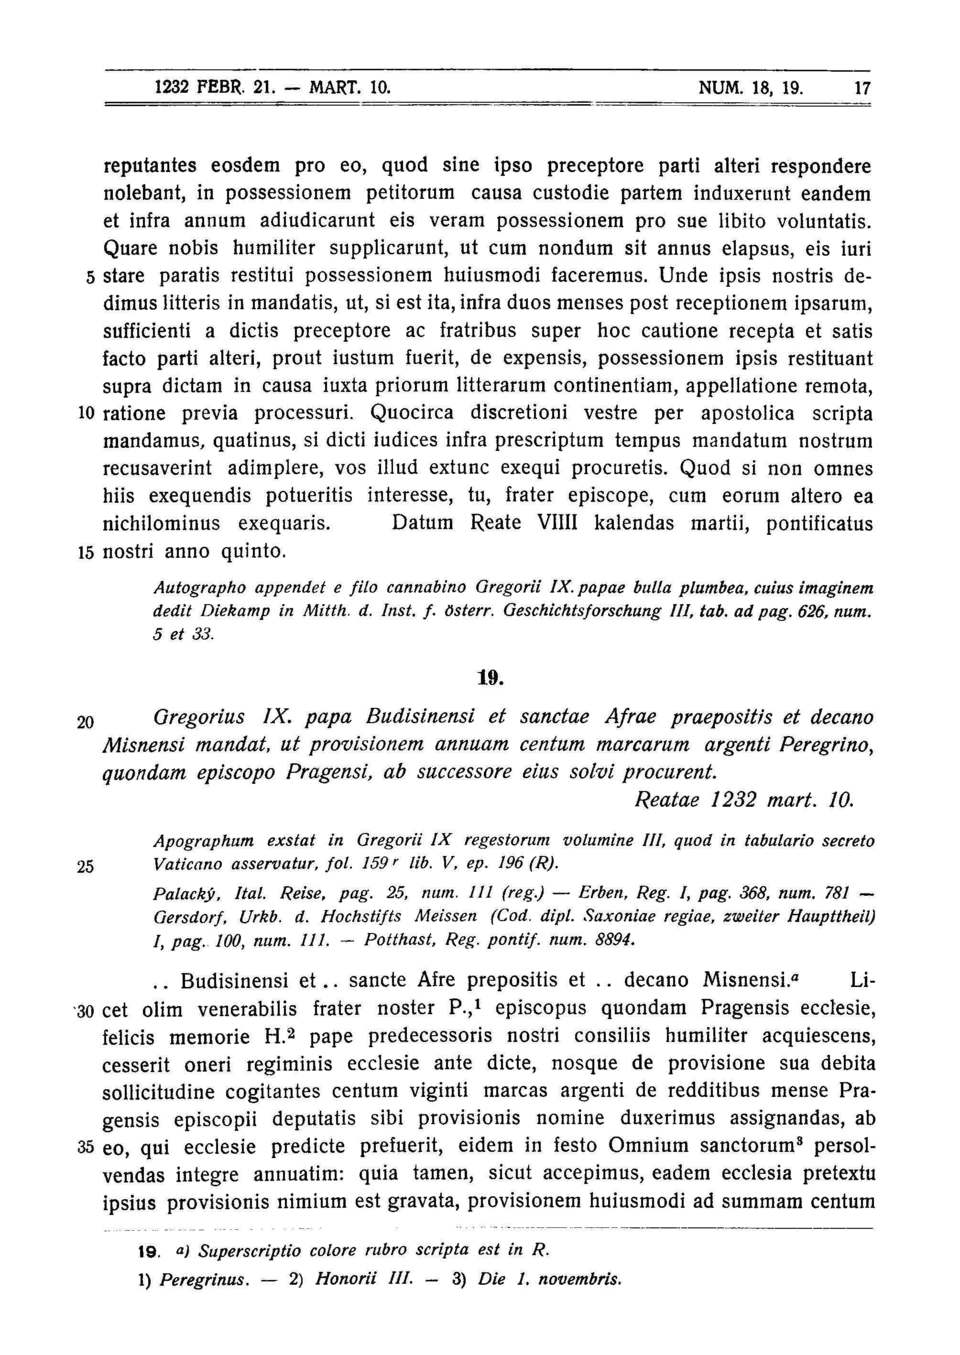 1232 FEBR. 21. — MART. 10. NUM. 18, 19. 17
reputantes eosdem pro eo, quod sine ipso preceptore parti alteri respondere
nolebant, in possessionem petitorum causa custodie partem induxerunt eandem
et infra annum adiudicarunt eis veram possessionem pro sue libito voluntatis.
Quare nobis humiliter supplicarunt, ut cum nondum sit annus elapsus, eis iuri
5 stare paratis restitui possessionem huiusmodi faceremus. Unde ipsis nostris de-
dimus litteris in mandatis, ut, si est ita, infra duos menses post receptionem ipsarum,
sufficienti a dictis preceptore ac fratribus super hoc cautione recepta et satis
facto parti alteri, prout iustum fuerit, de expensis, possessionem ipsis restituant
supra dictam in causa iuxta priorum litterarum continentiam, appellatione remota,
10 ratione previa processuri. Quocirca discretioni vestre per apostolica scripta
mandamus, quatinus, si dicti iudices infra prescriptum tempus mandatum nostrum
recusaverint adimplere, vos illud extunc exequi procuretis. Quod si non omnes
hiis exequendis potueritis interesse, tu, frater episcope, cum eorum altero ea
nichilominus exequaris. Datum Reate VIIII kalendas martii, pontificatus
15 nostri anno quinto.
Autographo appendet e filo cannabino Gregorii IX. papae bulla plumbea, cuius imaginem
dedit Diekamp in Mitth. d. Inst. f. österr. Geschichtsforschung III, tab. ad pag. 626, num.
5 et 33.
19.
20 Gregorius IX. papa Budisinensi et sanctae Afrae praepositis et decano
Misnensi mandat, ut provisionem annuam centum marcarum argenti Peregrino,
quondam episcopo Pragensi, ab successore eius solvi procurent.
Reatae 1232 mart. 10.
Apographum exstat in Gregorii IX regestorum volumine III, quod in tabulario secreto
25 Vaticano asservatur, fol. 159 r lib. V, ep. 196 (R).
Palacký, Ital. Reise, pag. 25, num. 111 (reg.) — Erben, Reg. I, pag. 368, num. 781 —
Gersdorf, Urkb. d. Hochstifts Meissen (Cod. dipl. Saxoniae regiae, zweiter Haupttheil)
I, pag. 100, num. 111. — Potthast, Reg. pontif. num. 8894.
. . Budisinensi et . . sancte Afre prepositis et . . decano Misnensi.ᵃ Li-
30 cet olim venerabilis frater noster P.,¹ episcopus quondam Pragensis ecclesie,
felicis memorie H.² pape predecessoris nostri consiliis humiliter acquiescens,
cesserit oneri regiminis ecclesie ante dicte, nosque de provisione sua debita
sollicitudine cogitantes centum viginti marcas argenti de redditibus mense Pra-
gensis episcopii deputatis sibi provisionis nomine duxerimus assignandas, ab
35 eo, qui ecclesie predicte prefuerit, eidem in festo Omnium sanctorum³ persol-
vendas integre annuatim: quia tamen, sicut accepimus, eadem ecclesia pretextu
ipsius provisionis nimium est gravata, provisionem huiusmodi ad summam centum
19. a) Superscriptio colore rubro scripta est in R.
1) Peregrinus. — 2) Honorii III. — 3) Die 1. novembris.